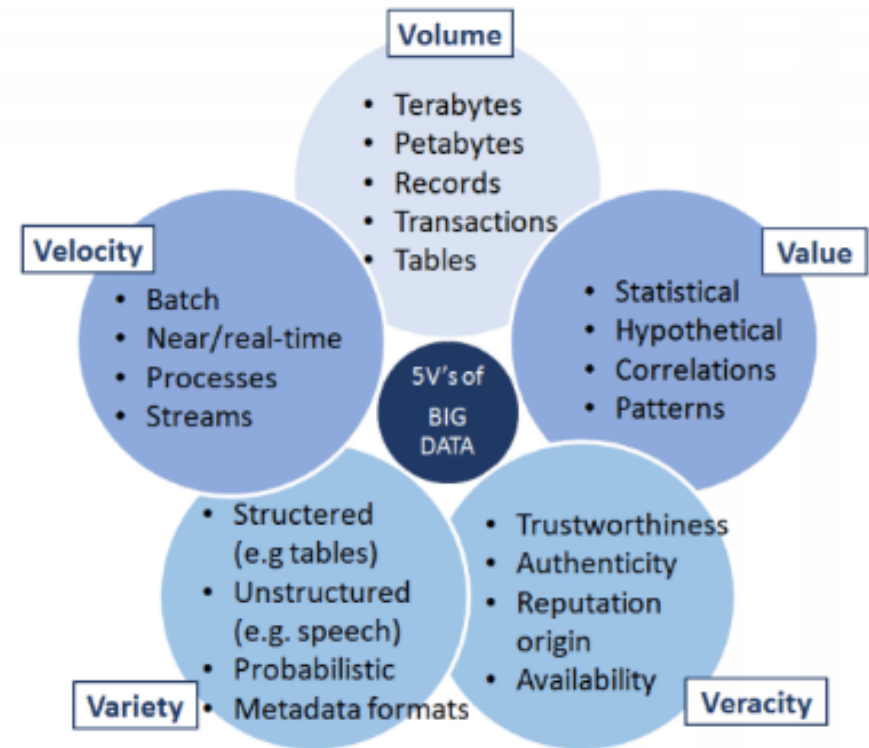 Volume
• Terabytes
• Petabytes
• Records
• Transactions
• Tables
Velocity
• Batch
• Near/real-time
• Processes
• Streams
Value
• Statistical
• Hypothetical
• Correlations
• Patterns
5V's of
BIG
DATA
• Structered
(e.g tables)
• Unstructured
(e.g. speech)
• Probabilistic
• Metadata formats
Variety
• Trustworthiness
• Authenticity
• Reputation
origin
• Availability
Veracity